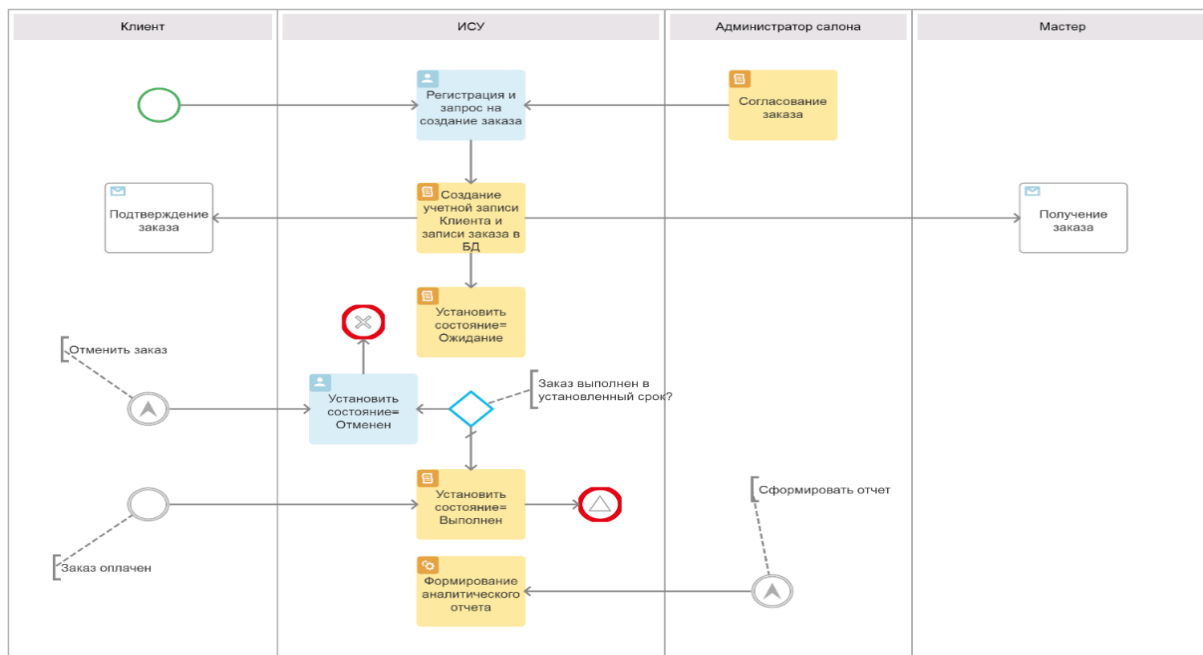 Клиент
ИСУ
Администратор салона
Мастер
Регистрация и
запрос на
создание заказа
Согласование
заказа
Подтверждение
заказа
Создание
учетной записи
Клиента и
записи заказа в
БД
Получение
заказа
Установить
состояние=
Ожидание
Отменить заказ
Установить
состояние=
Отменен
Заказ выполнен в
установленный срок?
Установить
состояние=
Выполнен
Сформировать отчет
Заказ оплачен
Формирование
аналитического
отчета